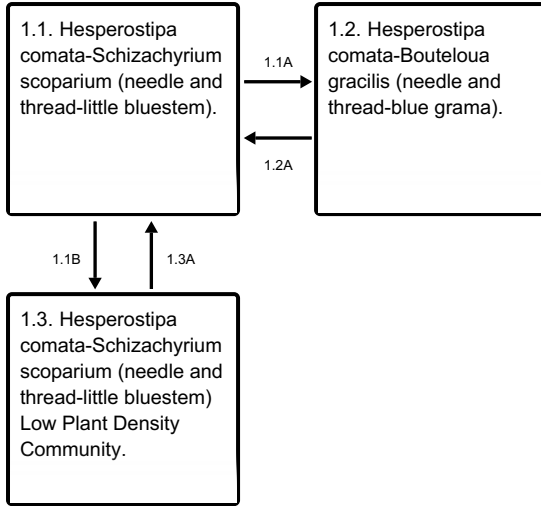 1.1. Hesperostipa
comata-Schizachyrium
scoparium (needle and
thread-little bluestem).
1.1A
1.2A
1.2. Hesperostipa
comata-Bouteloua
gracilis (needle and
thread-blue grama).
1.1B
1.3A
1.3. Hesperostipa
comata-Schizachyrium
scoparium (needle and
thread-little bluestem)
Low Plant Density
Community.